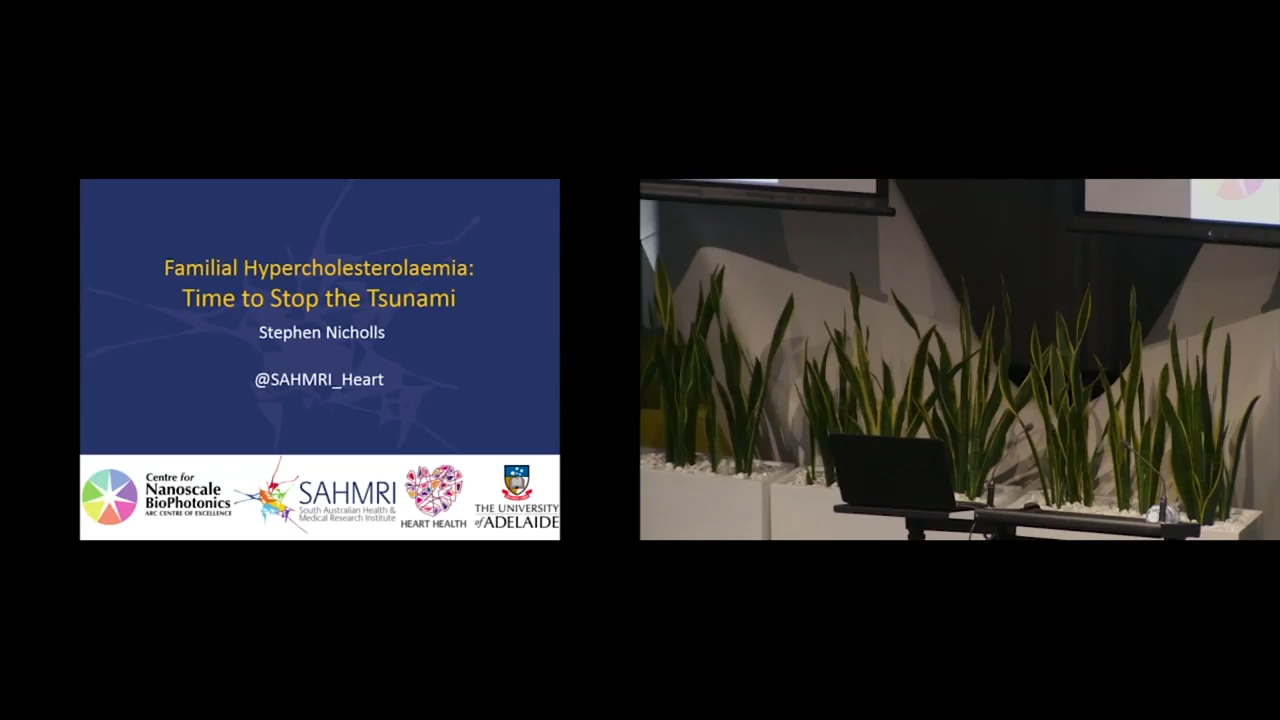 Familial Hypercholesterolaemia:
Time to Stop the Tsunami
Stephen Nicholls
@SAHMRI_Heart
Centre for
Nanoscale
BioPhotonics
ARC CENTRE OF EXCELLENCE
SAHMRI
South Australian Health &
Medical Research Institute
HEART HEALTH
THE UNIVERSITY
of ADELAIDE